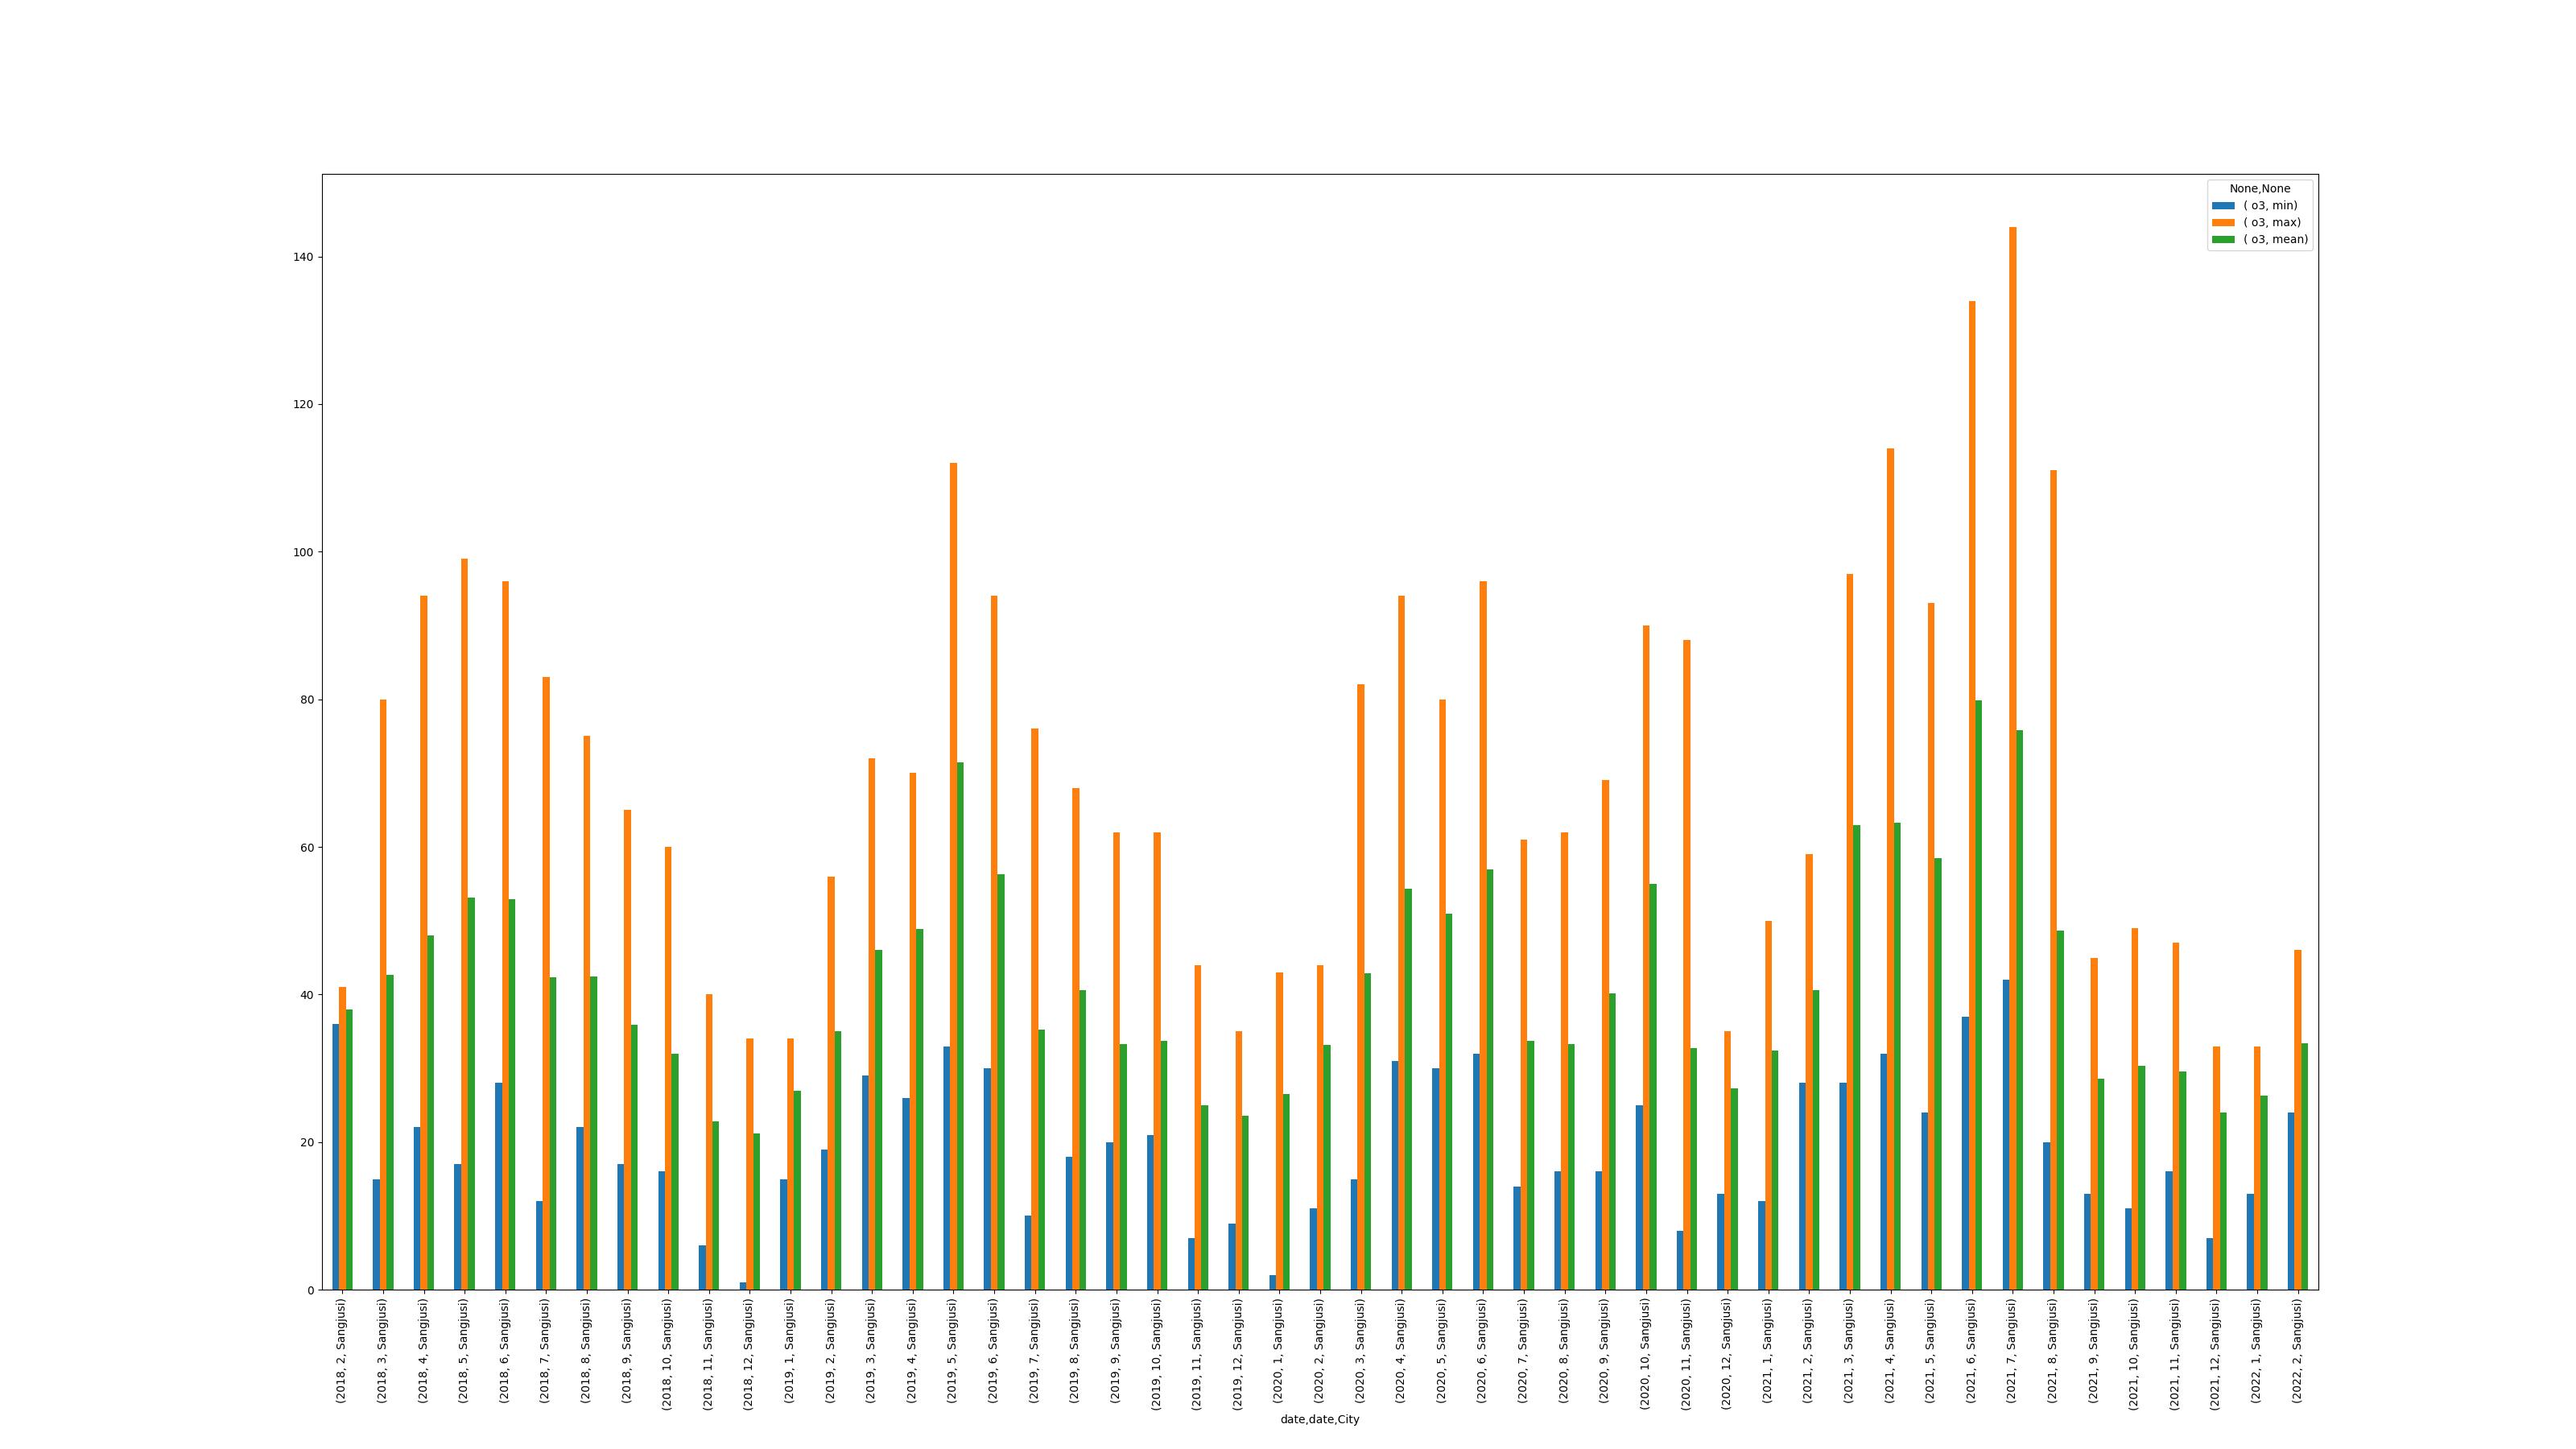 None,None
( o3, min)
( o3, max)
( o3, mean)
140
120
100
80
60
40
20
0
(2018, 2, Sangjusi)
(2018, 3, Sangjusi)
(2018, 4, Sangjusi)
(2018, 5, Sangjusi)
(2018, 6, Sangjusi)
(2018, 7, Sangjusi)
(2018, 8, Sangjusi)
(2018, 9, Sangjusi)
(2018, 10, Sangjusi)
(2018, 11, Sangjusi)
(2018, 12, Sangjusi)
(2019, 1, Sangjusi)
(2019, 2, Sangjusi)
(2019, 3, Sangjusi)
(2019, 4, Sangjusi)
(2019, 5, Sangjusi)
(2019, 6, Sangjusi)
(2019, 7, Sangjusi)
(2019, 8, Sangjusi)
(2019, 9, Sangjusi)
(2019, 10, Sangjusi)
(2019, 11, Sangjusi)
(2019, 12, Sangjusi)
(2020, 1, Sangjusi)
(2020, 2, Sangjusi)
(2020, 3, Sangjusi)
(2020, 4, Sangjusi)
(2020, 5, Sangjusi)
(2020, 6, Sangjusi)
(2020, 7, Sangjusi)
(2020, 8, Sangjusi)
(2020, 9, Sangjusi)
(2020, 10, Sangjusi)
(2020, 11, Sangjusi)
(2020, 12, Sangjusi)
(2021, 1, Sangjusi)
(2021, 2, Sangjusi)
(2021, 3, Sangjusi)
(2021, 4, Sangjusi)
(2021, 5, Sangjusi)
(2021, 6, Sangjusi)
(2021, 7, Sangjusi)
(2021, 8, Sangjusi)
(2021, 9, Sangjusi)
(2021, 10, Sangjusi)
(2021, 11, Sangjusi)
(2021, 12, Sangjusi)
(2022, 1, Sangjusi)
(2022, 2, Sangjusi)
date,date,City